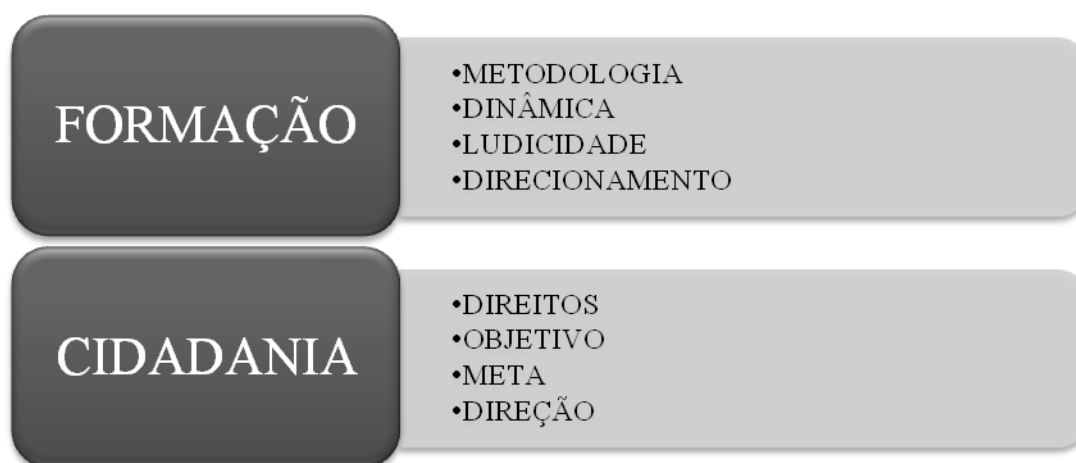 FORMAÇÃO
•METODOLOGIA
•DINÂMICA
•LUDICIDADE
•DIRECIONAMENTO
CIDADANIA
•DIREITOS
•OBJETIVO
•META
•DIREÇÃO